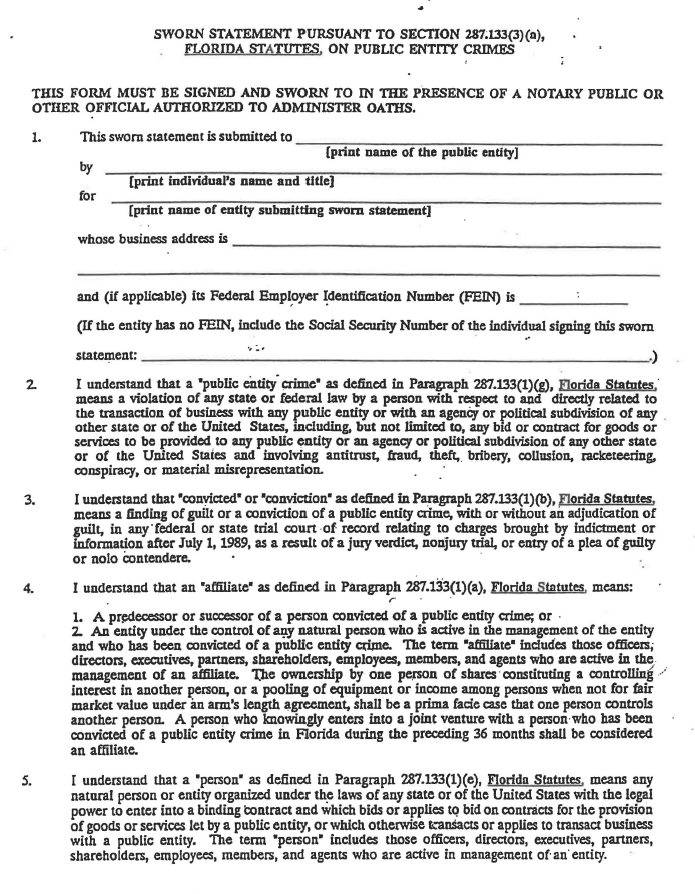 SWORN STATEMENT PURSUANT TO SECTION 287.133(3)(a),
FLORIDA STATUTES, ON PUBLIC ENTITY CRIMES
THIS FORM MUST BE SIGNED AND SWORN TO IN THE PRESENCE OF A NOTARY PUBLIC OR
OTHER OFFICIAL AUTHORIZED TO ADMINISTER OATHS.
1. This sworn statement is submitted to
[print name of the public entity]
by
[print individual's name and title]
for
[print name of entity submitting sworn statement]
whose business address is
and (if applicable) its Federal Employer Identification Number (FEIN) is
(If the entity has no FEIN, include the Social Security Number of the individual signing this sworn
statement: .)
2. I understand that a "public entity crime" as defined in Paragraph 287.133(1)(g), Florida Statutes,
means a violation of any state or federal law by a person with respect to and directly related to
the transaction of business with any public entity or with an agency or political subdivision of any
other state or of the United States, including, but not limited to, any bid or contract for goods or
services to be provided to any public entity or an agency or political subdivision of any other state
or of the United States and involving antitrust, fraud, theft, bribery, collusion, racketeering,
conspiracy, or material misrepresentation.
3. I understand that "convicted" or "conviction" as defined in Paragraph 287.133(1)(b), Florida Statutes,
means a finding of guilt or a conviction of a public entity crime, with or without an adjudication of
guilt, in any federal or state trial court of record relating to charges brought by indictment or
information after July 1, 1989, as a result of a jury verdict, nonjury trial, or entry of a plea of guilty
or nolo contendere.
4. I understand that an "affiliate" as defined in Paragraph 287.133(1)(a), Florida Statutes, means:
1. A predecessor or successor of a person convicted of a public entity crime; or
2. An entity under the control of any natural person who is active in the management of the entity
and who has been convicted of a public entity crime. The term "affiliate" includes those officers,
directors, executives, partners, shareholders, employees, members, and agents who are active in the
management of an affiliate. The ownership by one person of shares constituting a controlling
interest in another person, or a pooling of equipment or income among persons when not for fair
market value under an arm's length agreement, shall be a prima facie case that one person controls
another person. A person who knowingly enters into a joint venture with a person who has been
convicted of a public entity crime in Florida during the preceding 36 months shall be considered
an affiliate.
5. I understand that a "person" as defined in Paragraph 287.133(1)(e), Florida Statutes, means any
natural person or entity organized under the laws of any state or of the United States with the legal
power to enter into a binding contract and which bids or applies to bid on contracts for the provision
of goods or services let by a public entity, or which otherwise transacts or applies to transact business
with a public entity. The term "person" includes those officers, directors, executives, partners,
shareholders, employees, members, and agents who are active in management of an entity.